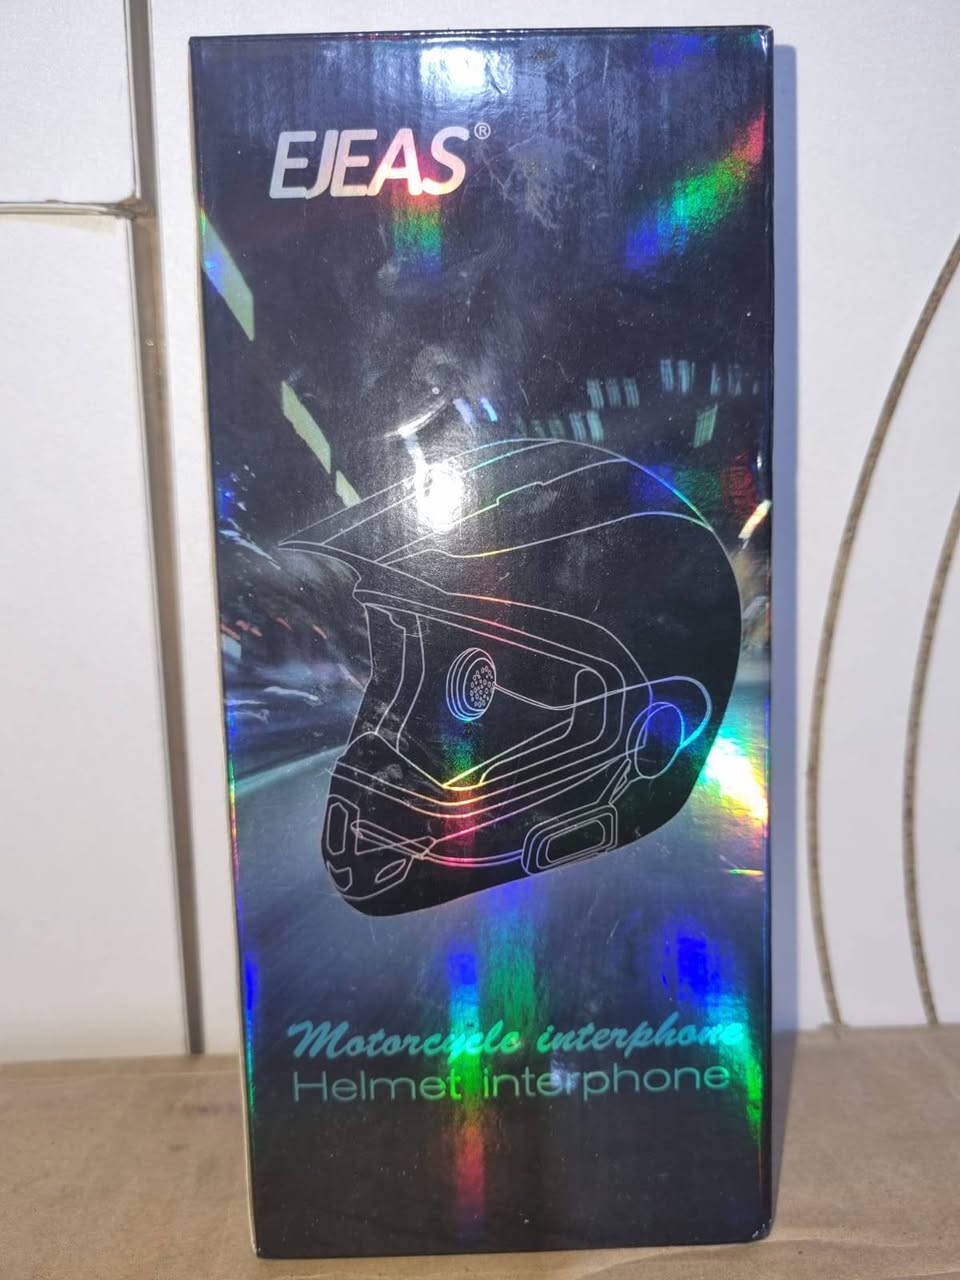 EJEAS®
Motorcycle interphone
Helmet interphone